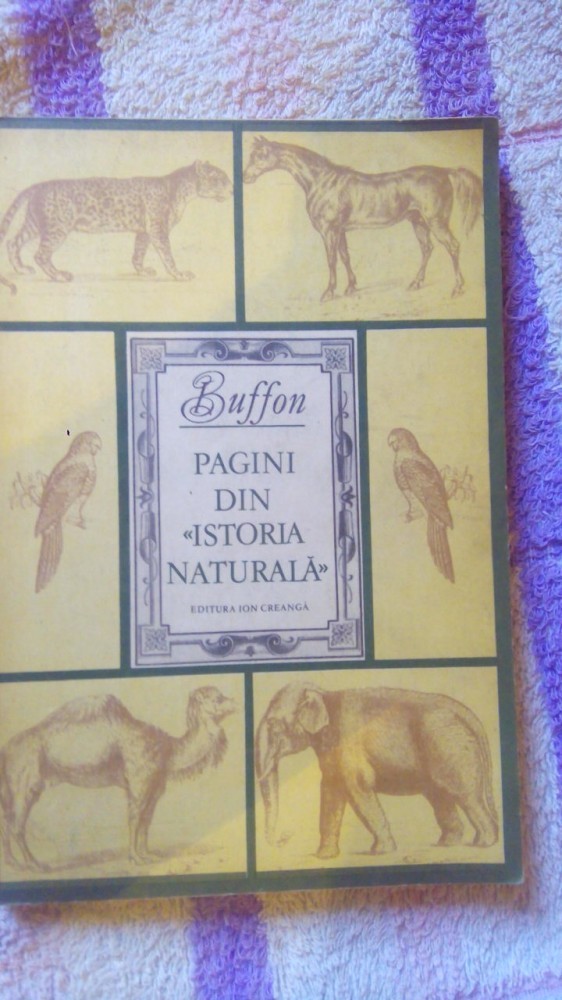 Buffon
PAGINI
DIN
«ISTORIA
NATURALĂ»
EDITURA ION CREANGĂ